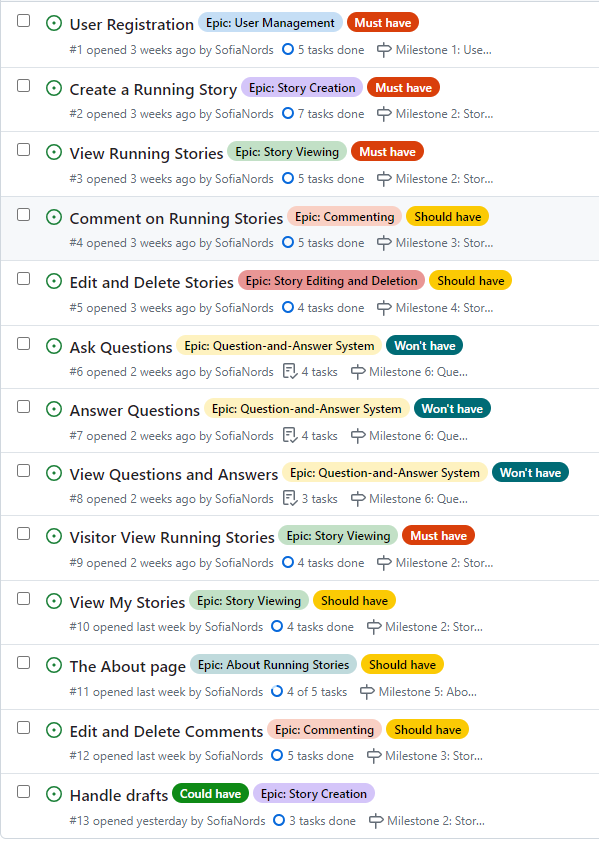 User Registration Epic: User Management Must have
#1 opened 3 weeks ago by SofiaNords 5 tasks done Milestone 1: Use...
Create a Running Story Epic: Story Creation Must have
#2 opened 3 weeks ago by SofiaNords 7 tasks done Milestone 2: Stor...
View Running Stories Epic: Story Viewing Must have
#3 opened 3 weeks ago by SofiaNords 5 tasks done Milestone 2: Stor...
Comment on Running Stories Epic: Commenting Should have
#4 opened 3 weeks ago by SofiaNords 5 tasks done Milestone 3: Stor...
Edit and Delete Stories Epic: Story Editing and Deletion Should have
#5 opened 3 weeks ago by SofiaNords 4 tasks done Milestone 4: Stor...
Ask Questions Epic: Question-and-Answer System Won't have
#6 opened 2 weeks ago by SofiaNords 4 tasks Milestone 6: Que...
Answer Questions Epic: Question-and-Answer System Won't have
#7 opened 2 weeks ago by SofiaNords 4 tasks Milestone 6: Que...
View Questions and Answers Epic: Question-and-Answer System Won't have
#8 opened 2 weeks ago by SofiaNords 3 tasks Milestone 6: Que...
Visitor View Running Stories Epic: Story Viewing Must have
#9 opened 2 weeks ago by SofiaNords 4 tasks done Milestone 2: Stor...
View My Stories Epic: Story Viewing Should have
#10 opened last week by SofiaNords 4 tasks done Milestone 2: Stor...
The About page Epic: About Running Stories Should have
#11 opened last week by SofiaNords 4 of 5 tasks Milestone 5: Abo...
Edit and Delete Comments Epic: Commenting Should have
#12 opened last week by SofiaNords 5 tasks done Milestone 3: Stor...
Handle drafts Could have Epic: Story Creation
#13 opened yesterday by SofiaNords 3 tasks done Milestone 2: Stor...